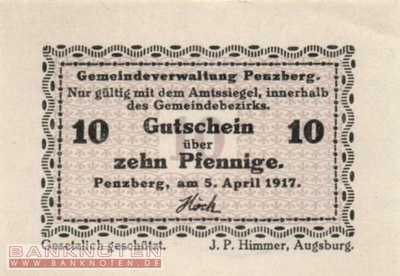 Gemeindeverwaltung Penzberg.
Nur gültig mit dem Amtssiegel, innerhalb
des Gemeindebezirks.
10 Gutschein 10
über
zehn Pfennige.
Penzberg, am 5. April 1917.
Höck
Gesetzlich geschützt. J. P. Himmer, Augsburg.
BANKNOTEN
WWW.BANKNOTEN.DE